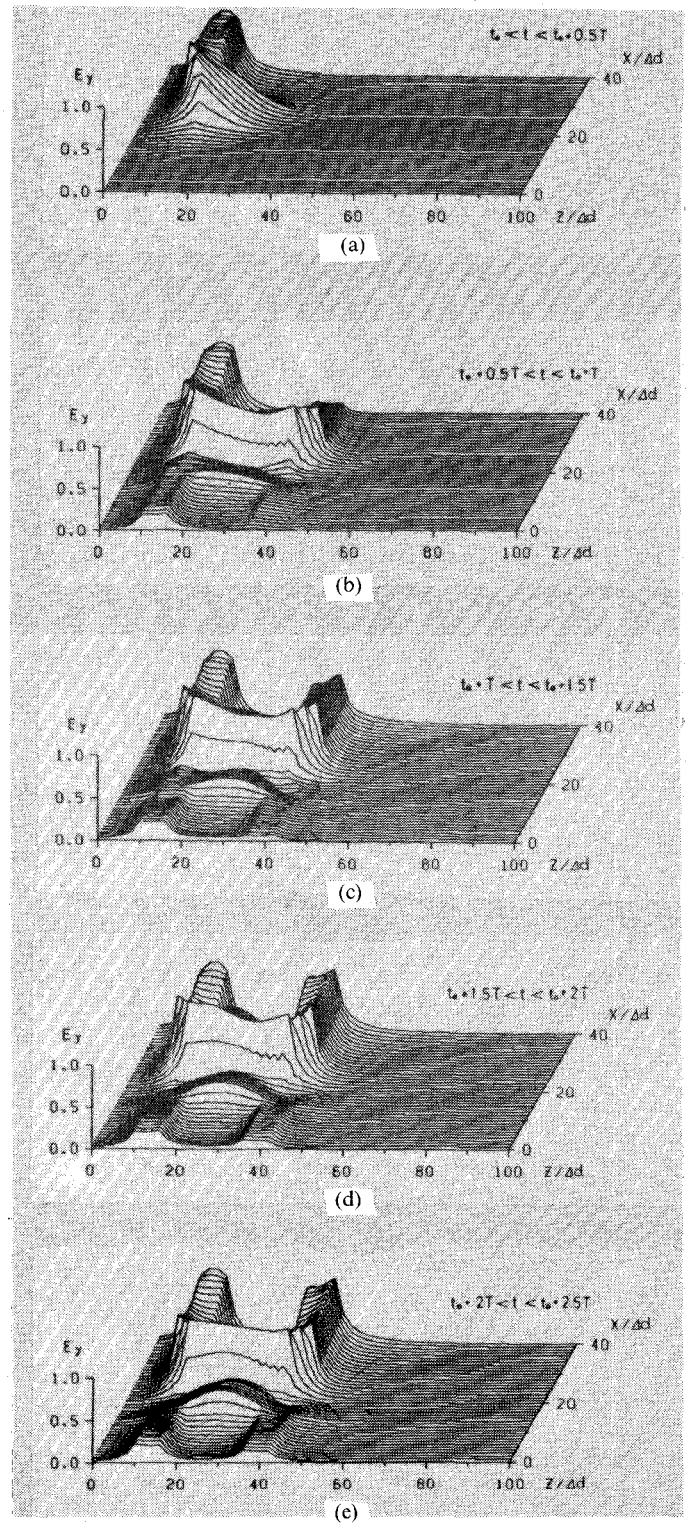 t₀ < t < t₀+0.5T
X/Δd
Ey
40
1.0
20
0.5
0.0
0
0 20 40 60 80 100 Z/Δd
(a)
t₀+0.5T < t < t₀+T
X/Δd
Ey
40
1.0
20
0.5
0.0
0
0 20 40 60 80 100 Z/Δd
(b)
t₀+T < t < t₀+1.5T
X/Δd
Ey
40
1.0
20
0.5
0.0
0
0 20 40 60 80 100 Z/Δd
(c)
t₀+1.5T < t < t₀+2T
X/Δd
Ey
40
1.0
20
0.5
0.0
0
0 20 40 60 80 100 Z/Δd
(d)
t₀+2T < t < t₀+2.5T
X/Δd
Ey
40
1.0
20
0.5
0.0
0
0 20 40 60 80 100 Z/Δd
(e)